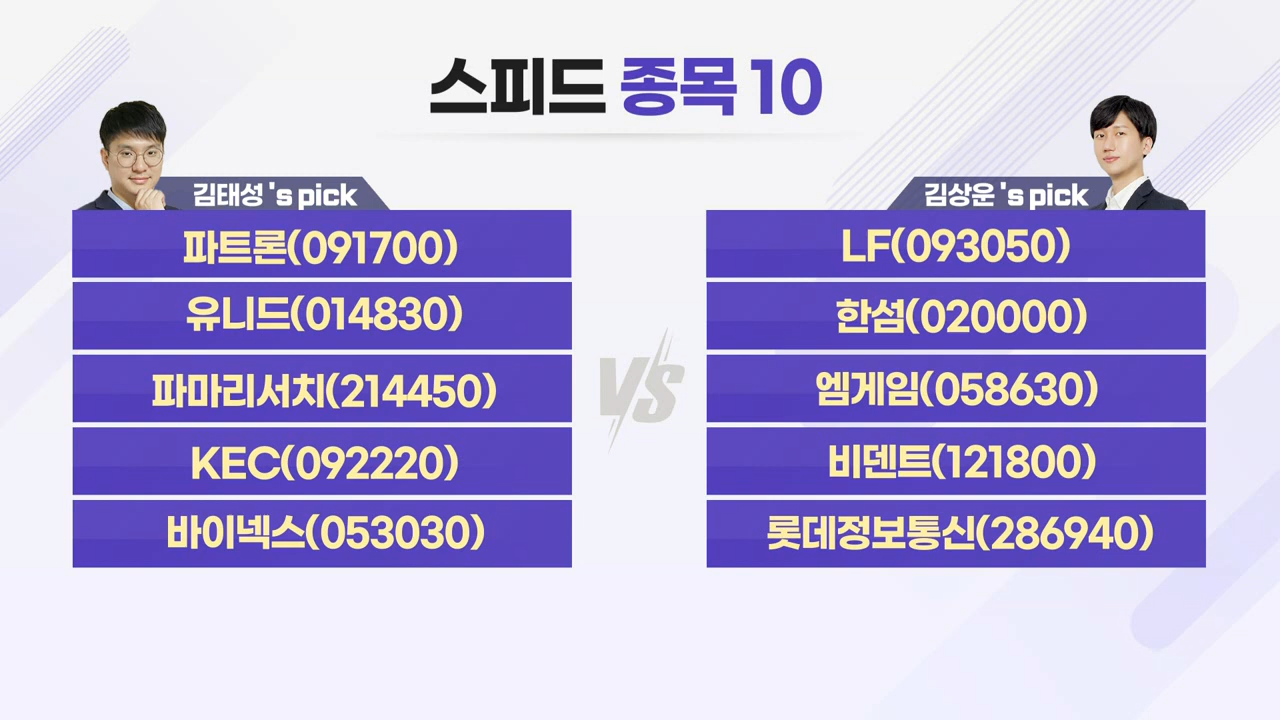 스피드 종목 10
김태성 's pick
파트론(091700)
유니드(014830)
파마리서치(214450)
KEC(092220)
바이넥스(053030)
VS
김상운 's pick
LF(093050)
한섬(020000)
엠게임(058630)
비덴트(121800)
롯데정보통신(286940)